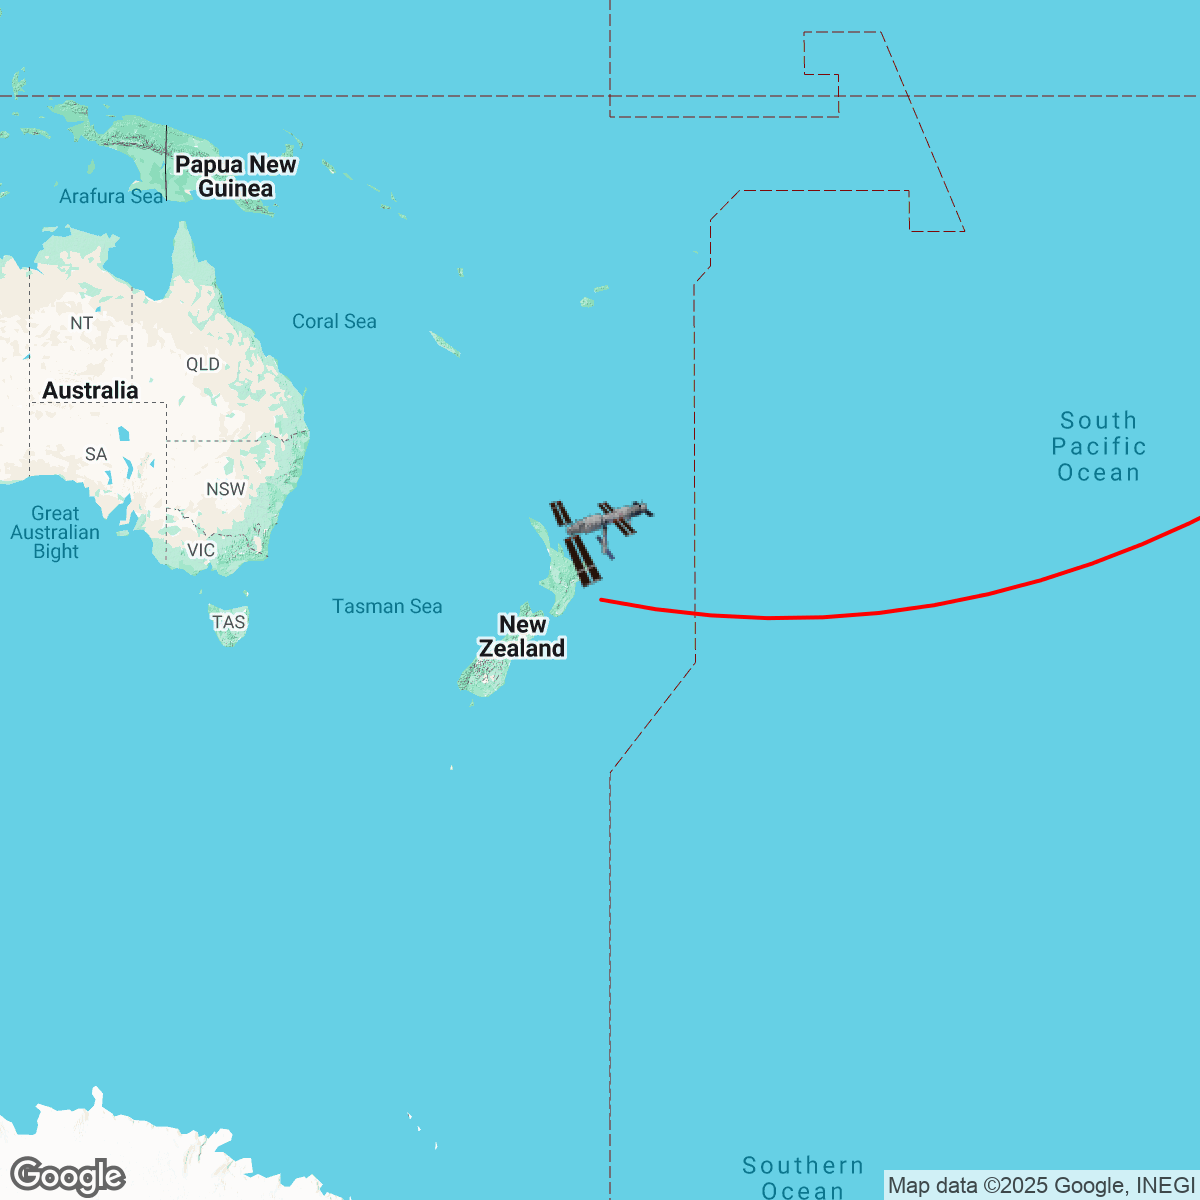 Papua New
Guinea
Arafura Sea
NT
Coral Sea
QLD
Australia
South
Pacific
Ocean
SA
NSW
Great
Australian
Bight
VIC
Tasman Sea
TAS
New
Zealand
Southern
Ocean
Google
Map data ©2025 Google, INEGI